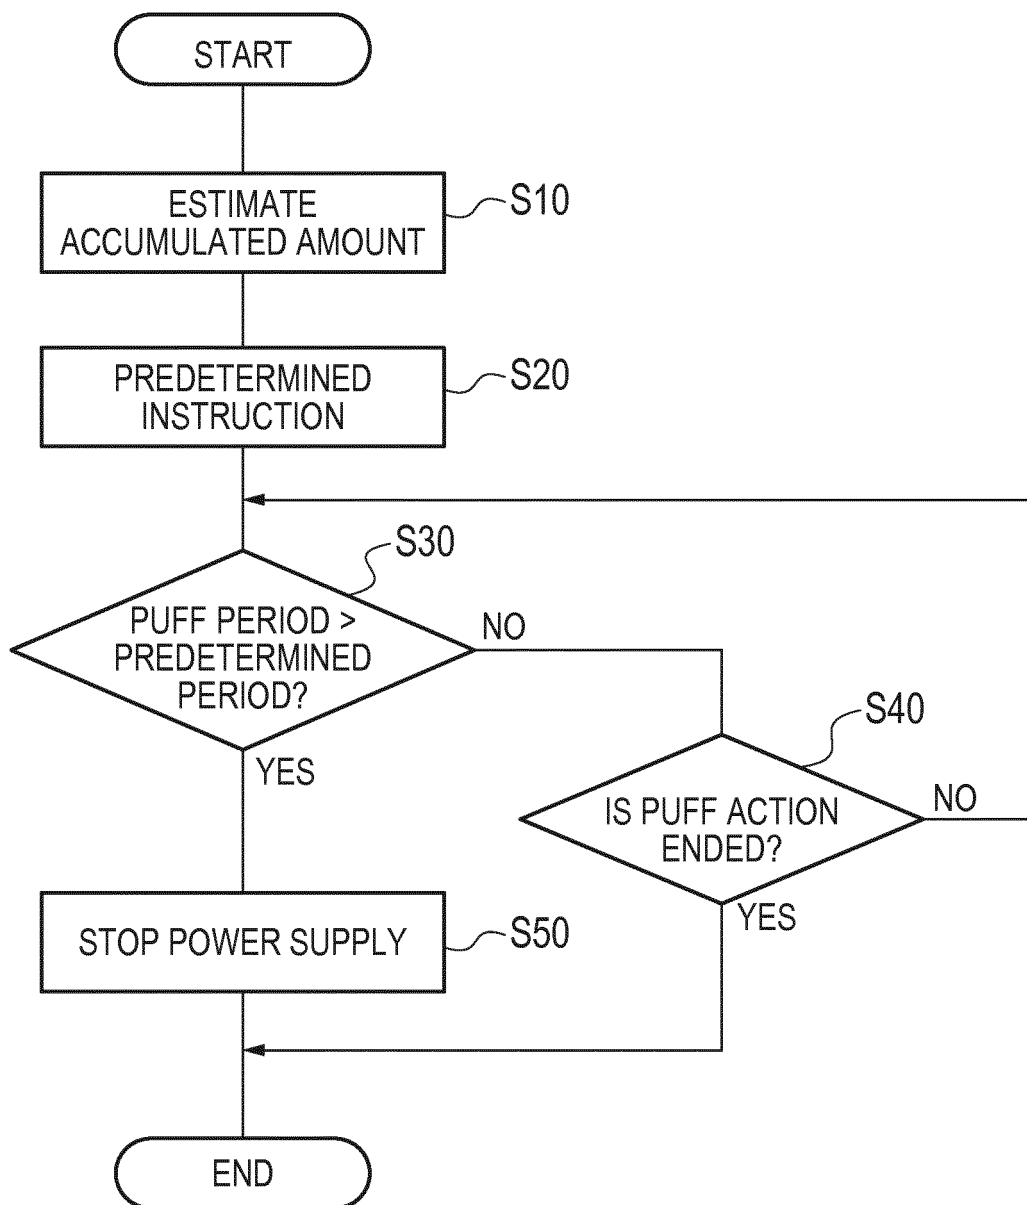 START
ESTIMATE
ACCUMULATED AMOUNT
S10
PREDETERMINED
INSTRUCTION
S20
S30
PUFF PERIOD >
PREDETERMINED
PERIOD?
NO
YES
S40
IS PUFF ACTION
ENDED?
NO
YES
STOP POWER SUPPLY
S50
END